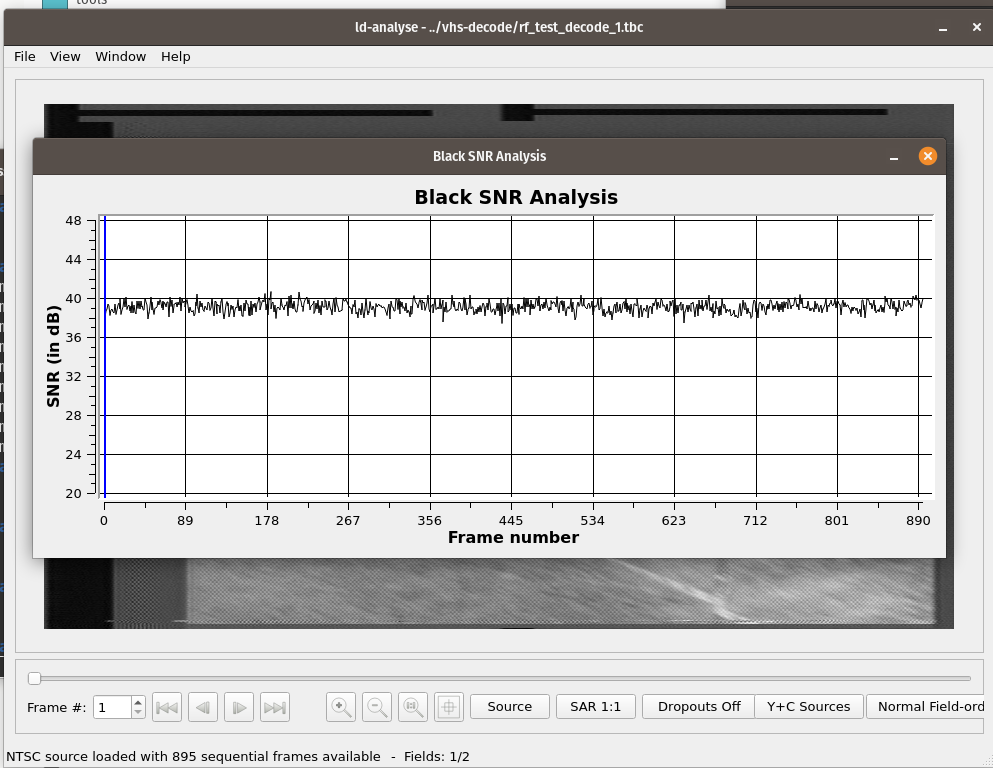 tools
ld-analyse - ../vhs-decode/rf_test_decode_1.tbc
File View Window Help
Black SNR Analysis
Black SNR Analysis
SNR (in dB)
48
44
40
36
32
28
24
20
0 89 178 267 356 445 534 623 712 801 890
Frame number
Frame #: 1 Source SAR 1:1 Dropouts Off Y+C Sources Normal Field-ord
NTSC source loaded with 895 sequential frames available - Fields: 1/2